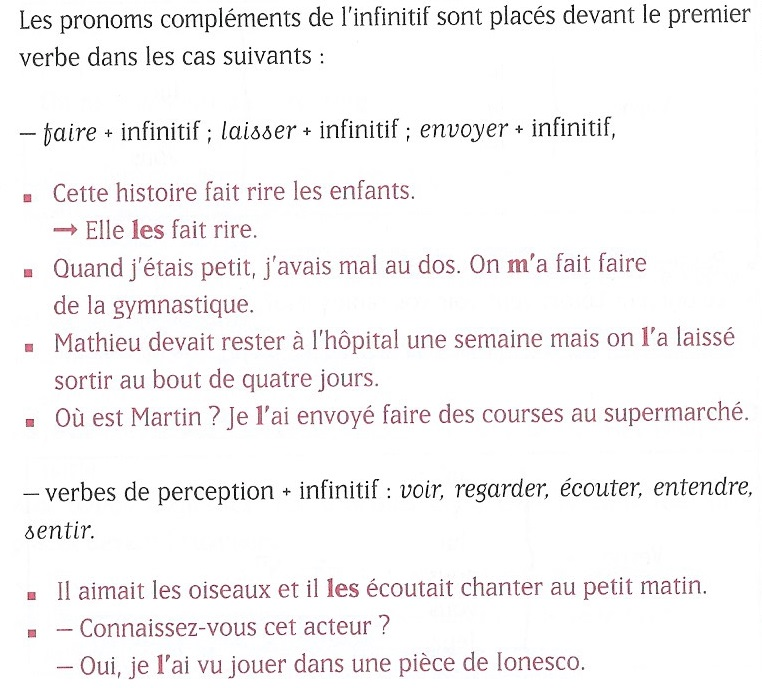 Les pronoms compléments de l'infinitif sont placés devant le premier
verbe dans les cas suivants :
— faire + infinitif ; laisser + infinitif ; envoyer + infinitif,
▪ Cette histoire fait rire les enfants.
→ Elle les fait rire.
▪ Quand j'étais petit, j'avais mal au dos. On m'a fait faire
de la gymnastique.
▪ Mathieu devait rester à l'hôpital une semaine mais on l'a laissé
sortir au bout de quatre jours.
▪ Où est Martin ? Je l'ai envoyé faire des courses au supermarché.
— verbes de perception + infinitif : voir, regarder, écouter, entendre,
sentir.
▪ Il aimait les oiseaux et il les écoutait chanter au petit matin.
▪ — Connaissez-vous cet acteur ?
— Oui, je l'ai vu jouer dans une pièce de Ionesco.